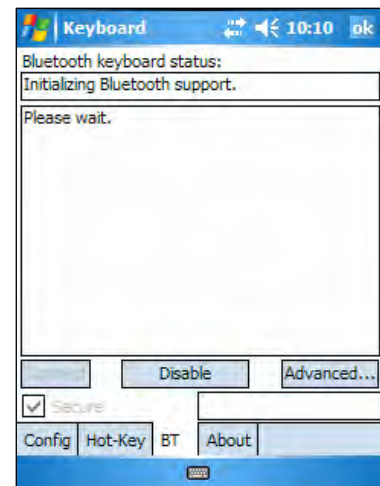 Keyboard 10:10 ok
Bluetooth keyboard status:
Initializing Bluetooth support.
Please wait.
Disable Advanced...
Secure
Config Hot-Key BT About